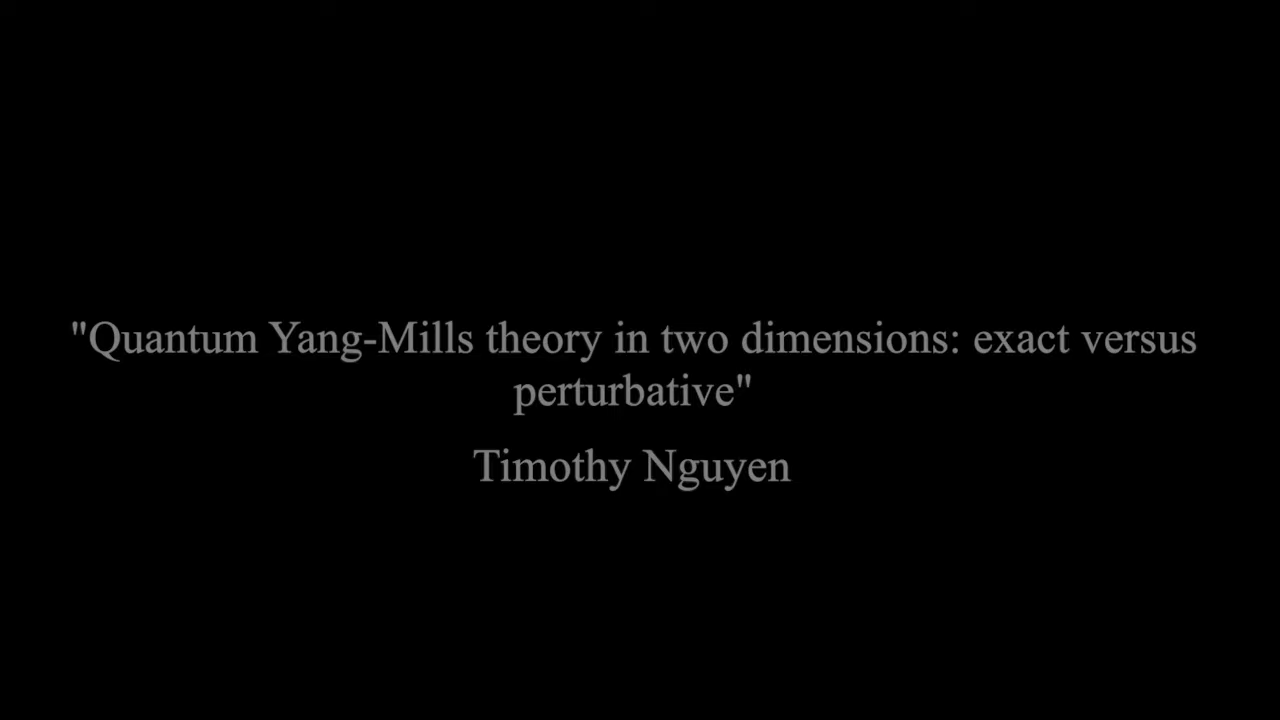 "Quantum Yang-Mills theory in two dimensions: exact versus
perturbative"
Timothy Nguyen